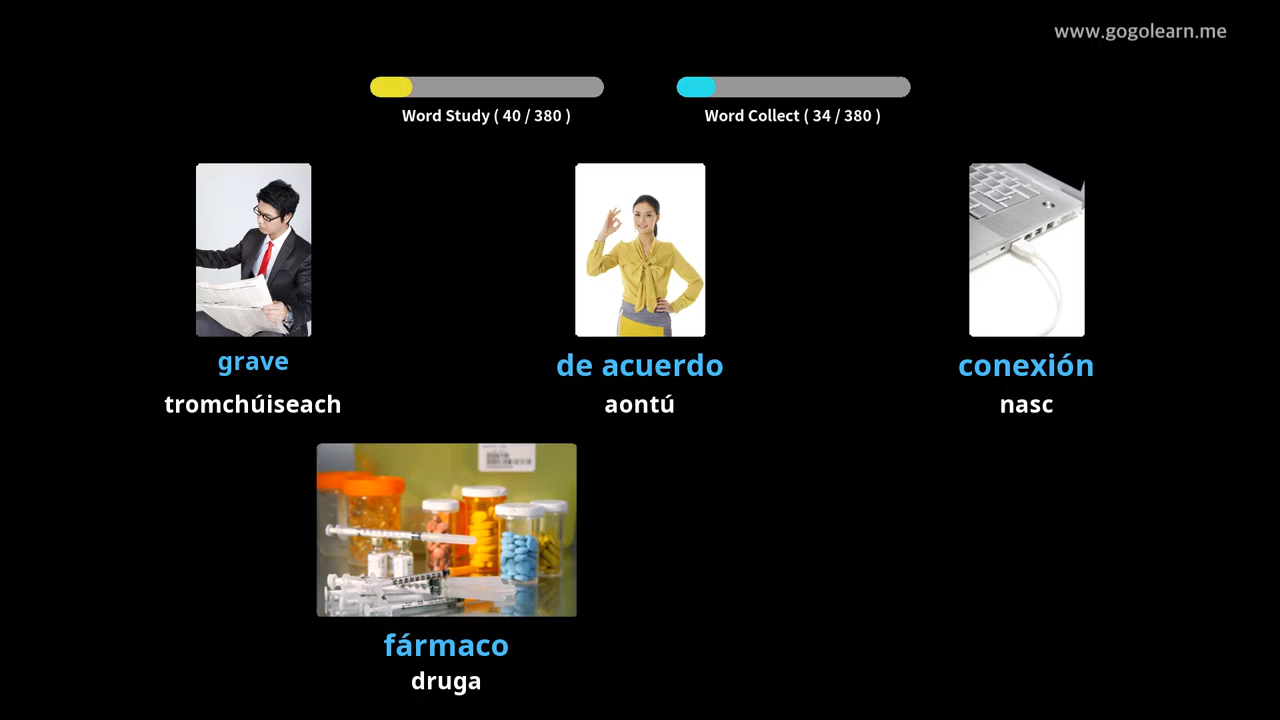 www.gogolearn.me
Word Study ( 40 / 380 )
Word Collect ( 34 / 380 )
grave
tromchúiseach
de acuerdo
aontú
conexión
nasc
fármaco
druga